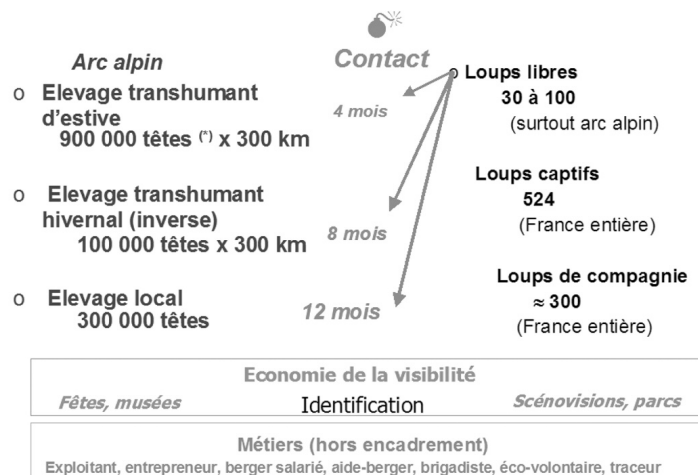 Arc alpin
o Elevage transhumant
d'estive
900 000 têtes (*) x 300 km
o Elevage transhumant
hivernal (inverse)
100 000 têtes x 300 km
o Elevage local
300 000 têtes
Contact
4 mois
8 mois
12 mois
o Loups libres
30 à 100
(surtout arc alpin)
Loups captifs
524
(France entière)
Loups de compagnie
≈ 300
(France entière)
Economie de la visibilité
Fêtes, musées Identification Scénovisions, parcs
Métiers (hors encadrement)
Exploitant, entrepreneur, berger salarié, aide-berger, brigadiste, éco-volontaire, traceur